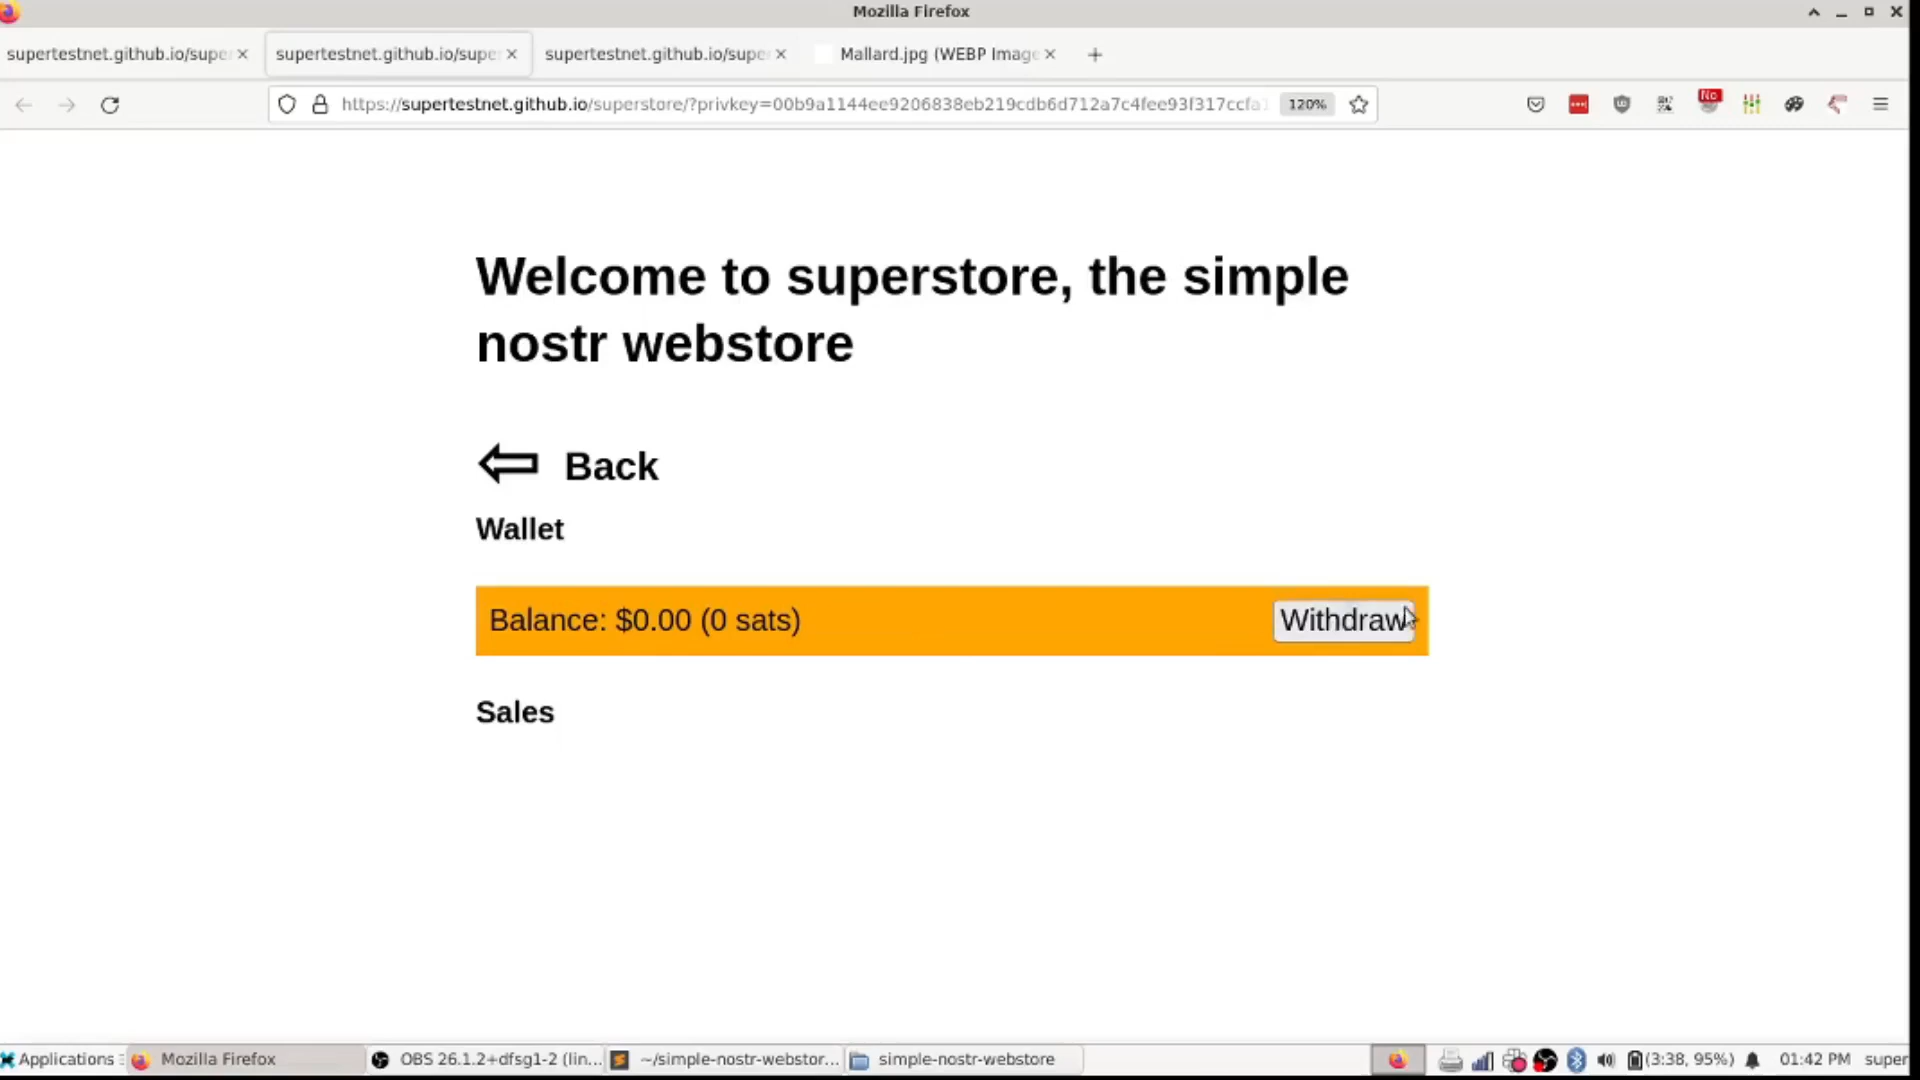 Mozilla Firefox
supertestnet.github.io/supe
supertestnet.github.io/supe
supertestnet.github.io/supe
Mallard.jpg (WEBP Image
https://supertestnet.github.io/superstore/?privkey=00b9a1144ee9206838eb219cdb6d712a7c4fee93f317ccfa
120%
No
Welcome to superstore, the simple
nostr webstore
Back
Wallet
Balance: $0.00 (0 sats)
Withdraw
Sales
Applications
Mozilla Firefox
OBS 26.1.2+dfsg1-2 (lin...
~/simple-nostr-webstor...
simple-nostr-webstore
(3:38, 95%)
01:42 PM
super